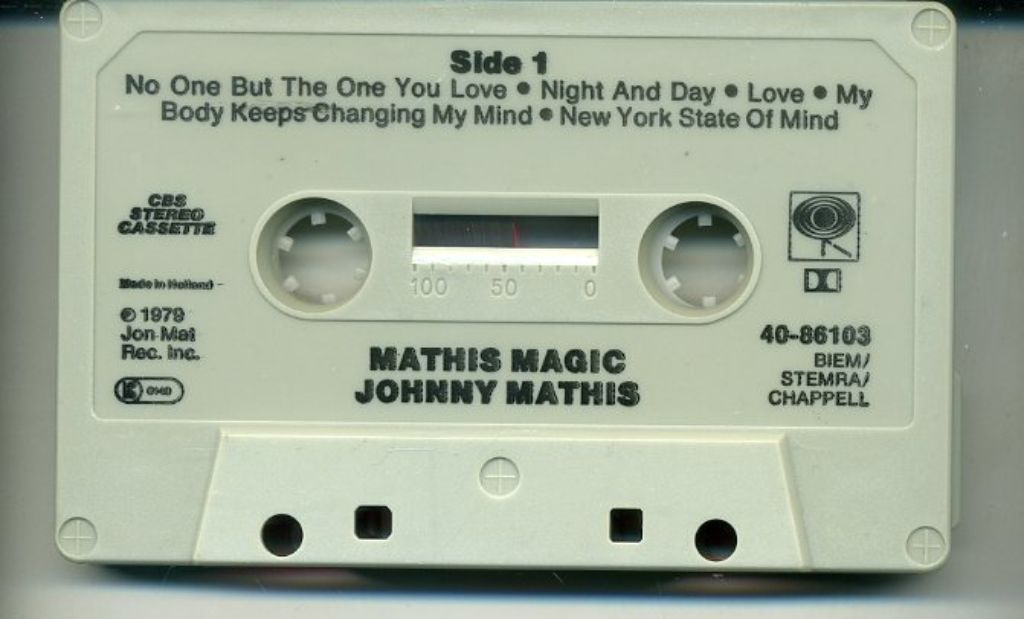 Side 1
No One But The One You Love • Night And Day • Love • My
Body Keeps Changing My Mind • New York State Of Mind
CBS
STEREO
CASSETTE
Made in Holland
℗ 1979
Jon Mat
Rec. Inc.
100 50 0
MATHIS MAGIC
JOHNNY MATHIS
40-86103
BIEM/
STEMRA/
CHAPPELL